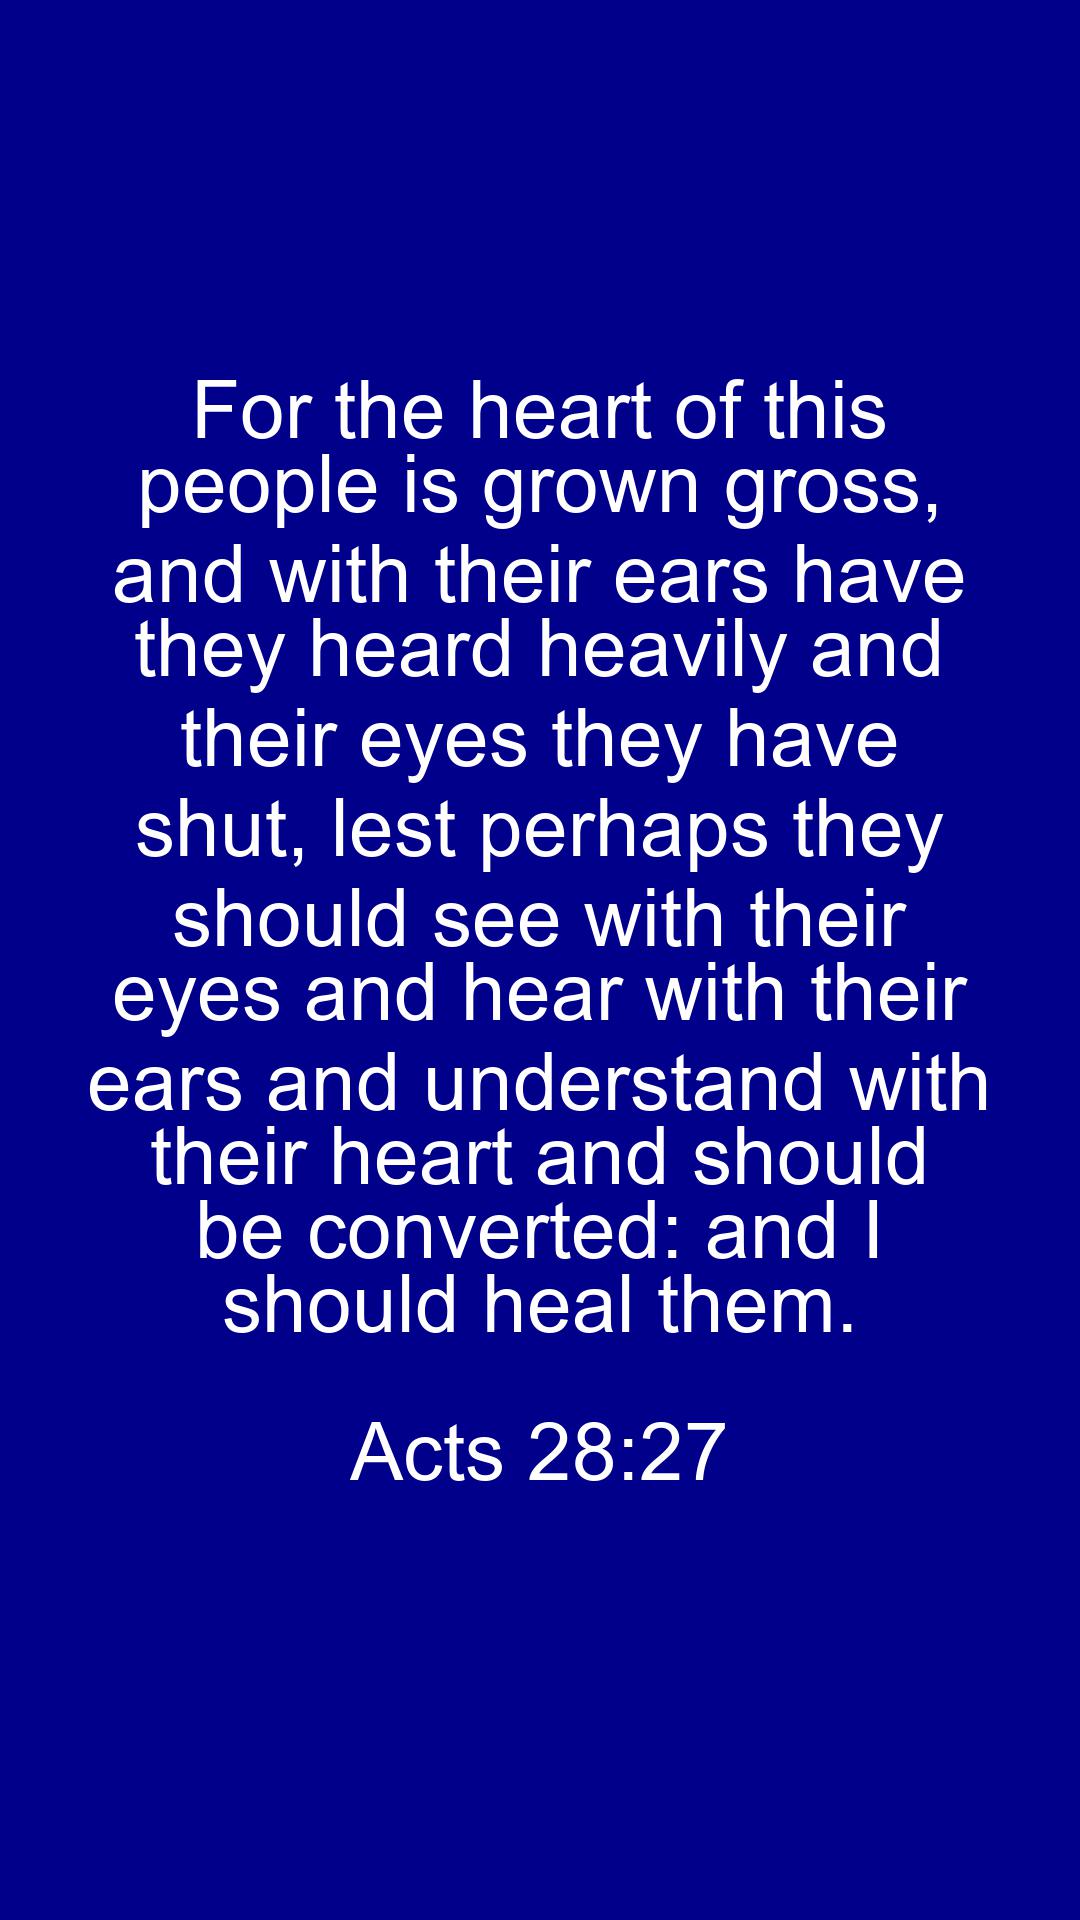 For the heart of this
people is grown gross,
and with their ears have
they heard heavily and
their eyes they have
shut, lest perhaps they
should see with their
eyes and hear with their
ears and understand with
their heart and should
be converted: and I
should heal them.
Acts 28:27